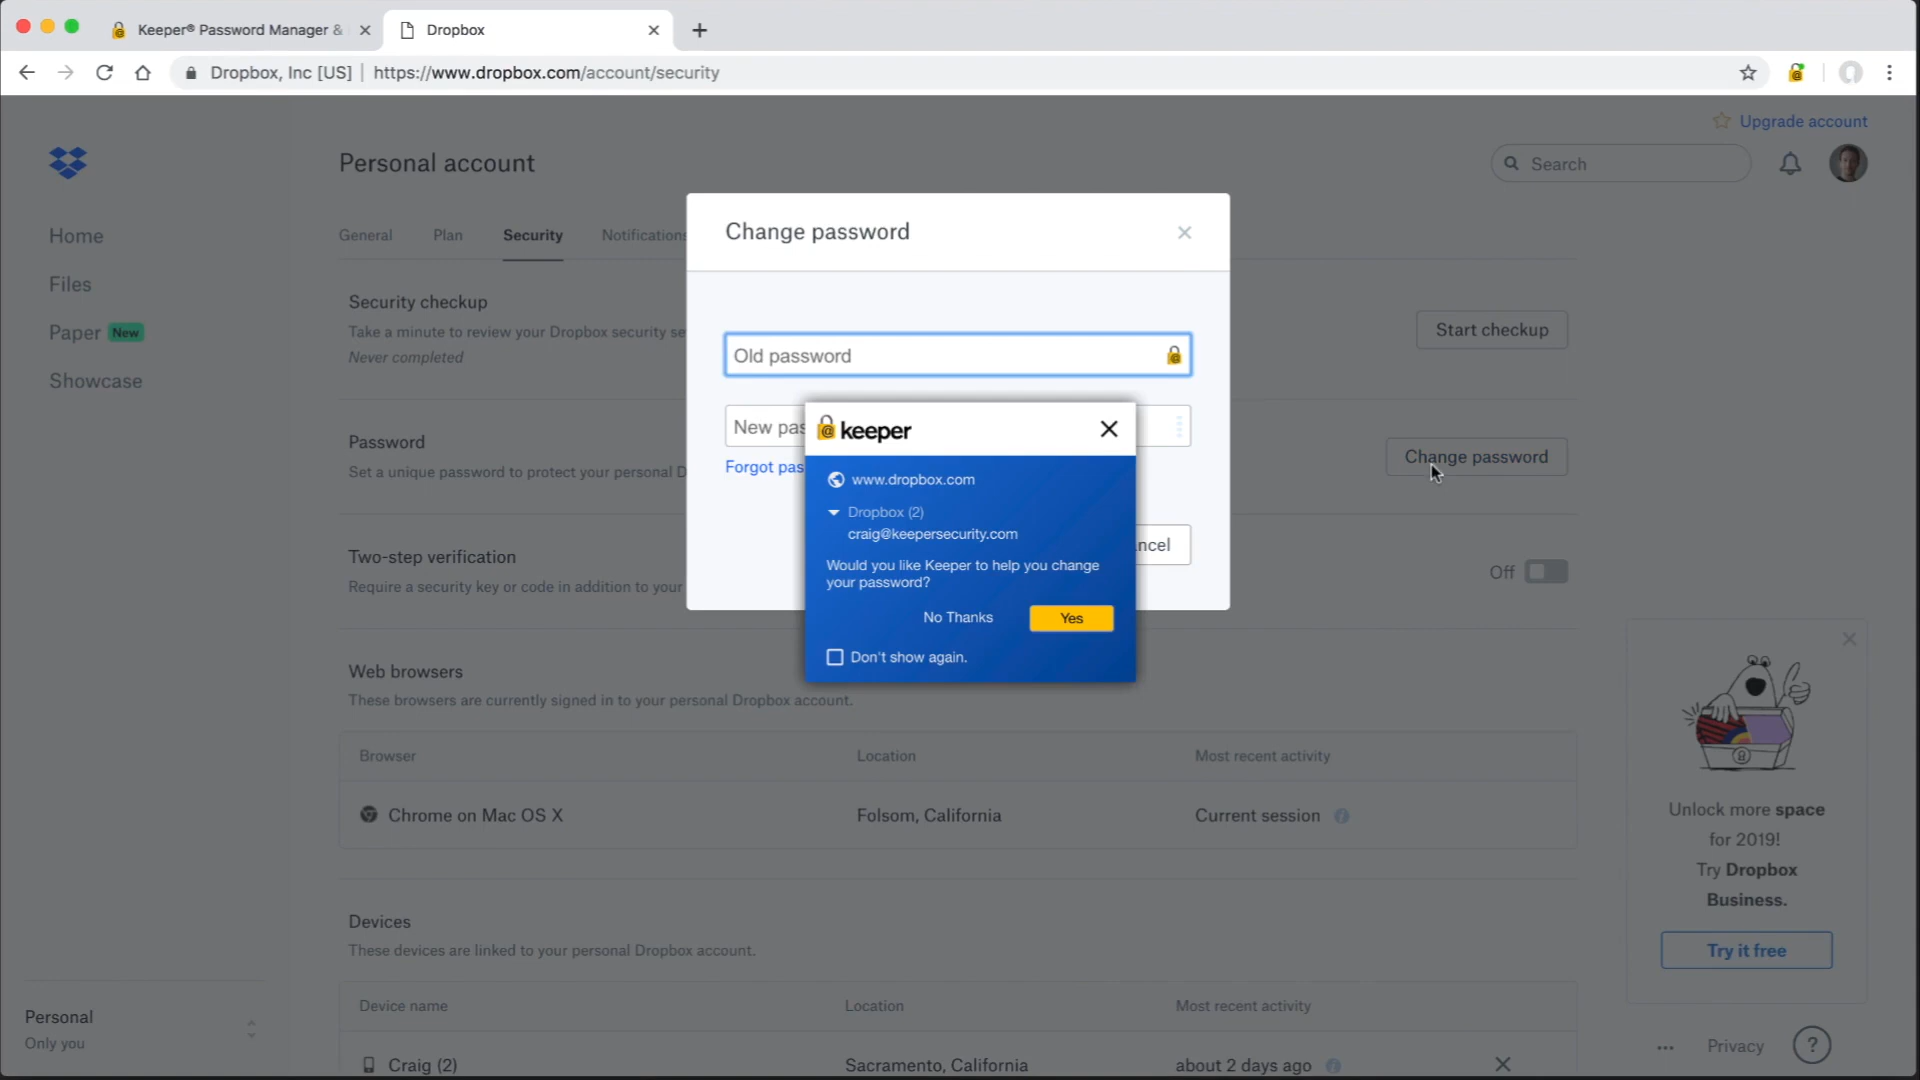 Keeper® Password Manager &
Dropbox
Dropbox, Inc [US] | https://www.dropbox.com/account/security
Upgrade account
Personal account
Search
Home
Files
Paper New
Showcase
General
Plan
Security
Notifications
Security checkup
Take a minute to review your Dropbox security se
Never completed
Start checkup
Password
Set a unique password to protect your personal D
Change password
Two-step verification
Require a security key or code in addition to your
Off
Change password
Old password
New pas
Forgot pas
ncel
keeper
www.dropbox.com
Dropbox (2)
craig@keepersecurity.com
Would you like Keeper to help you change
your password?
No Thanks
Yes
Don't show again.
Web browsers
These browsers are currently signed in to your personal Dropbox account.
Browser Location Most recent activity
Chrome on Mac OS X Folsom, California Current session
Devices
These devices are linked to your personal Dropbox account.
Device name Location Most recent activity
Craig (2) Sacramento, California about 2 days ago
Unlock more space
for 2019!
Try Dropbox
Business.
Try it free
Personal
Only you
Privacy
?